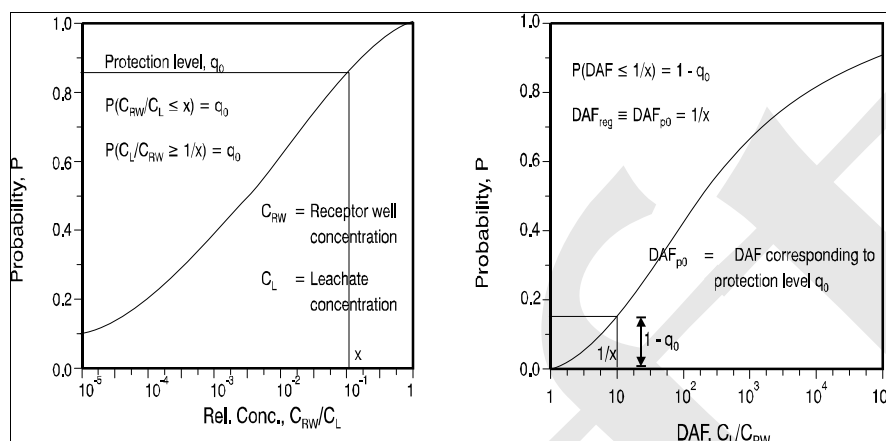 Probability, P
1.0
0.8
0.6
0.4
0.2
0.0
Protection level, q0
P(CRW/CL ≤ x) = q0
P(CL/CRW ≥ 1/x) = q0
CRW = Receptor well
concentration
CL = Leachate
concentration
x
10-5 10-4 10-3 10-2 10-1 1
Rel. Conc., CRW/CL
Probability, P
1.0
0.8
0.6
0.4
0.2
0.0
P(DAF ≤ 1/x) = 1 - q0
DAFreg ≡ DAFp0 = 1/x
DAFp0 = DAF corresponding to
protection level q0
1/x
1 - q0
1 10 102 103 104 105
DAF, CL/CRW